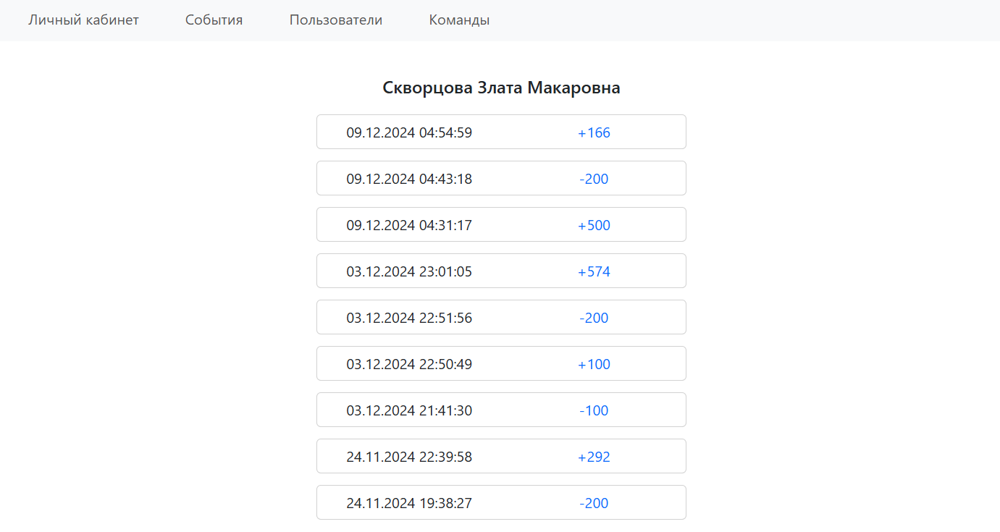 Личный кабинет События Пользователи Команды
Скворцова Злата Макаровна
09.12.2024 04:54:59 +166
09.12.2024 04:43:18 -200
09.12.2024 04:31:17 +500
03.12.2024 23:01:05 +574
03.12.2024 22:51:56 -200
03.12.2024 22:50:49 +100
03.12.2024 21:41:30 -100
24.11.2024 22:39:58 +292
24.11.2024 19:38:27 -200